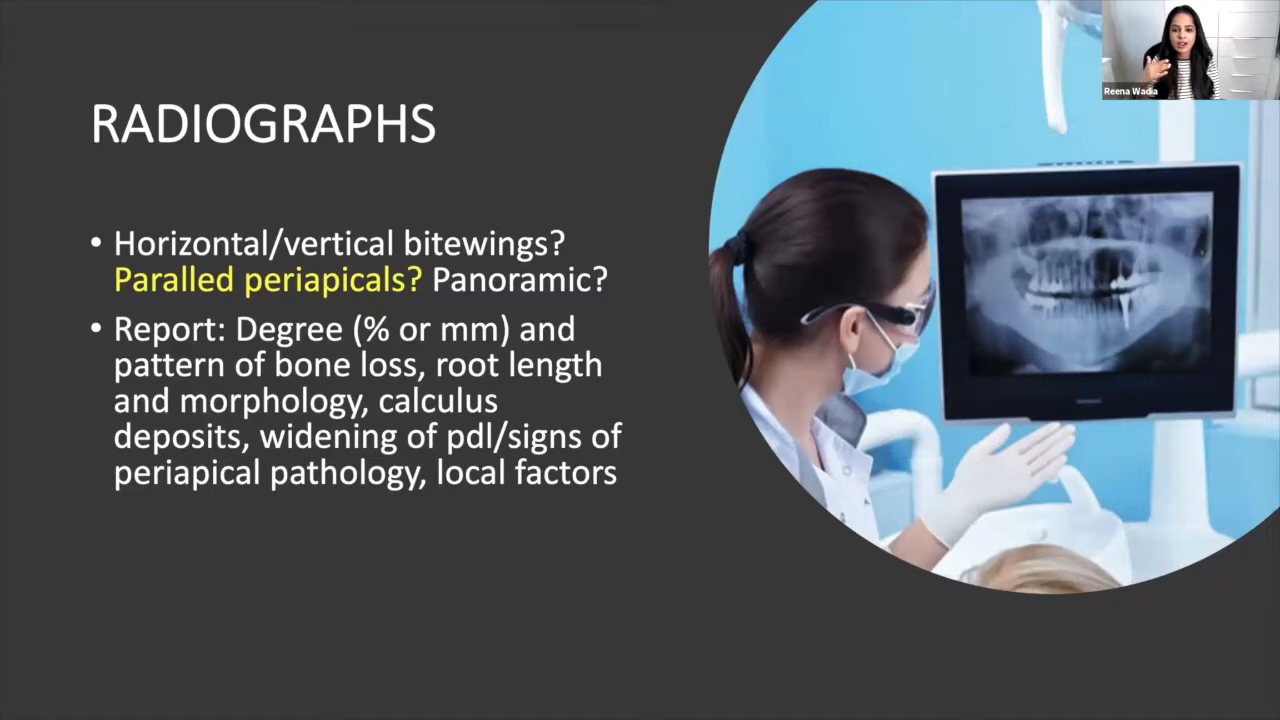 Reena Wadia
RADIOGRAPHS
• Horizontal/vertical bitewings?
Paralled periapicals? Panoramic?
• Report: Degree (% or mm) and
pattern of bone loss, root length
and morphology, calculus
deposits, widening of pdl/signs of
periapical pathology, local factors